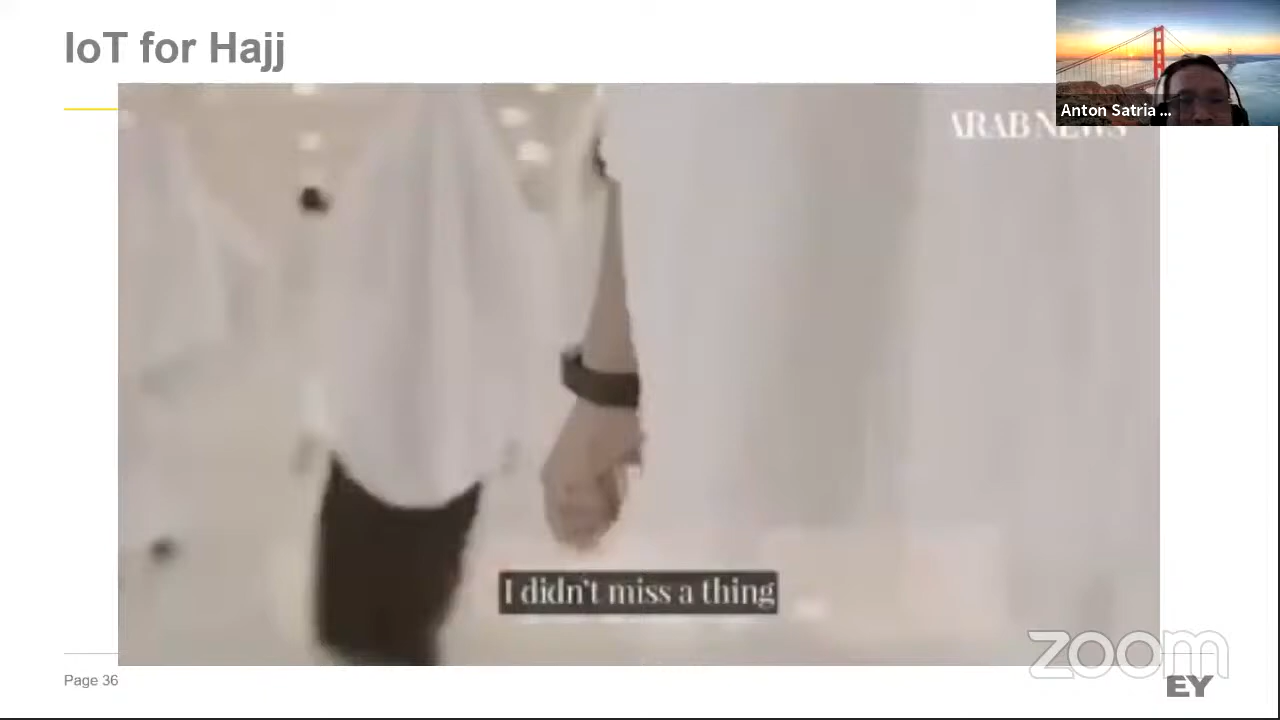 IoT for Hajj
Anton Satria ...
ARAB NEWS
I didn't miss a thing
zoom
Page 36
EY